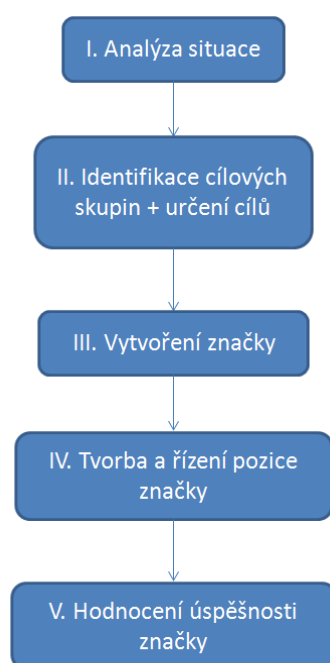 I. Analýza situace
II. Identifikace cílových
skupin + určení cílů
III. Vytvoření značky
IV. Tvorba a řízení pozice
značky
V. Hodnocení úspěšnosti
značky